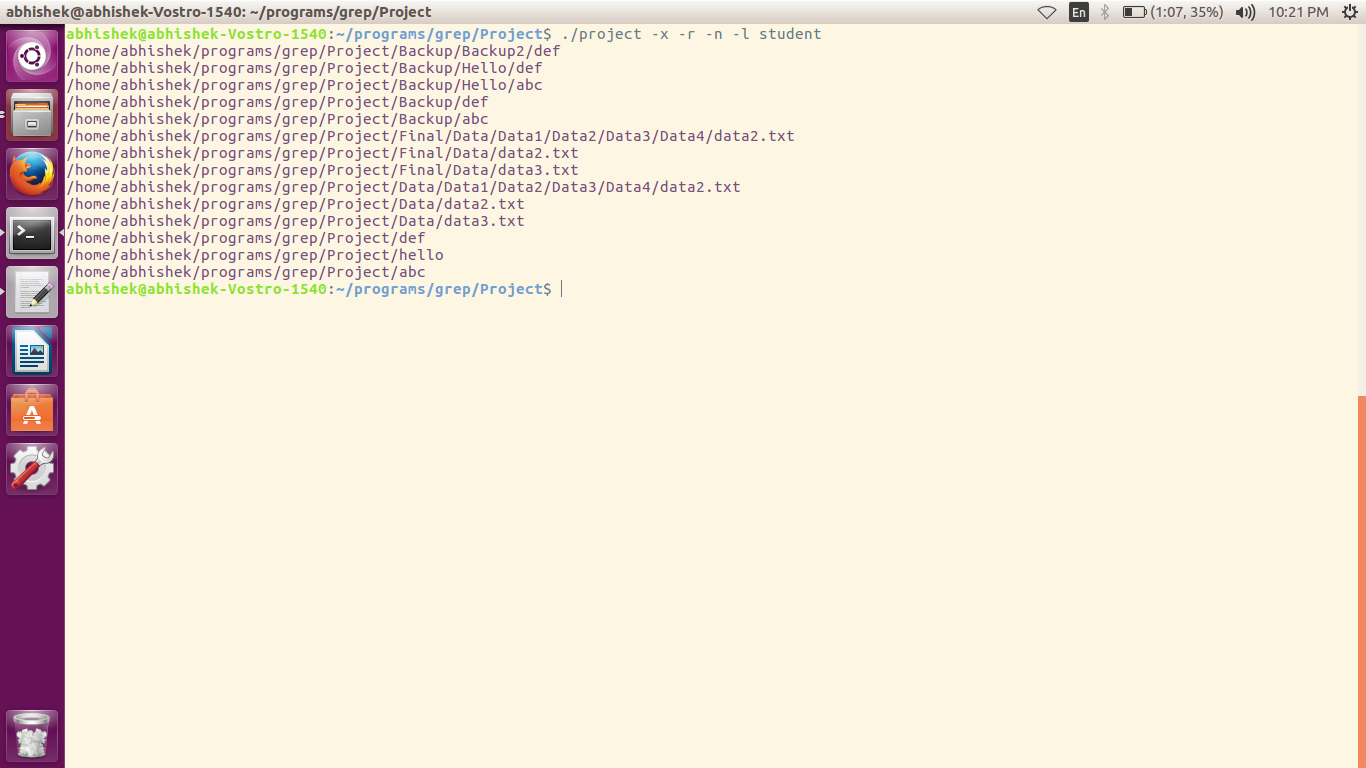 abhishek@abhishek-Vostro-1540: ~/programs/grep/Project
En
(1:07, 35%)
10:21 PM
abhishek@abhishek-Vostro-1540:~/programs/grep/Project$ ./project -x -r -n -l student
/home/abhishek/programs/grep/Project/Backup/Backup2/def
/home/abhishek/programs/grep/Project/Backup/Hello/def
/home/abhishek/programs/grep/Project/Backup/Hello/abc
/home/abhishek/programs/grep/Project/Backup/def
/home/abhishek/programs/grep/Project/Backup/abc
/home/abhishek/programs/grep/Project/Final/Data/Data1/Data2/Data3/Data4/data2.txt
/home/abhishek/programs/grep/Project/Final/Data/data2.txt
/home/abhishek/programs/grep/Project/Final/Data/data3.txt
/home/abhishek/programs/grep/Project/Data/Data1/Data2/Data3/Data4/data2.txt
/home/abhishek/programs/grep/Project/Data/data2.txt
/home/abhishek/programs/grep/Project/Data/data3.txt
/home/abhishek/programs/grep/Project/def
/home/abhishek/programs/grep/Project/hello
/home/abhishek/programs/grep/Project/abc
abhishek@abhishek-Vostro-1540:~/programs/grep/Project$